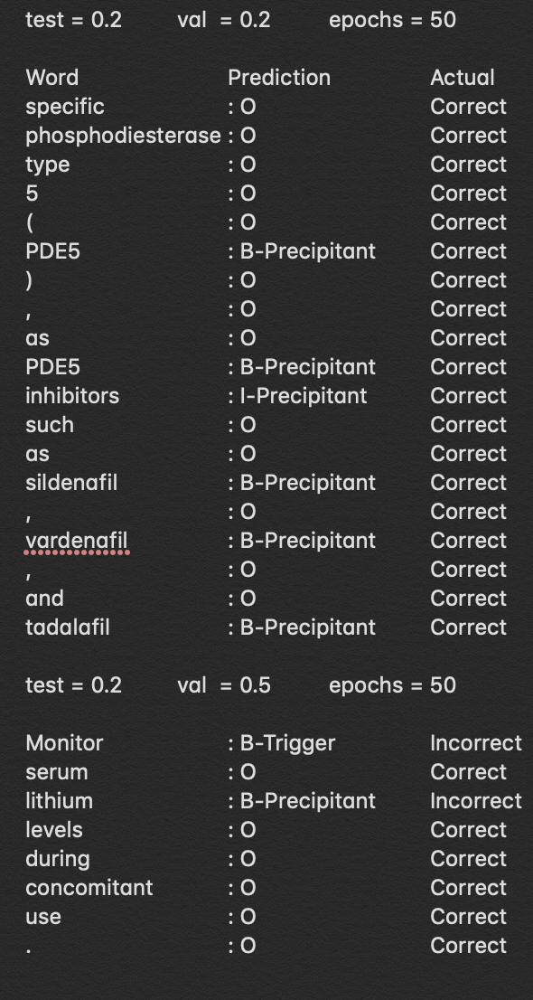 test = 0.2 val = 0.2 epochs = 50
Word Prediction Actual
specific : O Correct
phosphodiesterase : O Correct
type : O Correct
5 : O Correct
( : O Correct
PDE5 : B-Precipitant Correct
) : O Correct
, : O Correct
as : O Correct
PDE5 : B-Precipitant Correct
inhibitors : I-Precipitant Correct
such : O Correct
as : O Correct
sildenafil : B-Precipitant Correct
, : O Correct
vardenafil : B-Precipitant Correct
, : O Correct
and : O Correct
tadalafil : B-Precipitant Correct
test = 0.2 val = 0.5 epochs = 50
Monitor : B-Trigger Incorrect
serum : O Correct
lithium : B-Precipitant Incorrect
levels : O Correct
during : O Correct
concomitant : O Correct
use : O Correct
. : O Correct